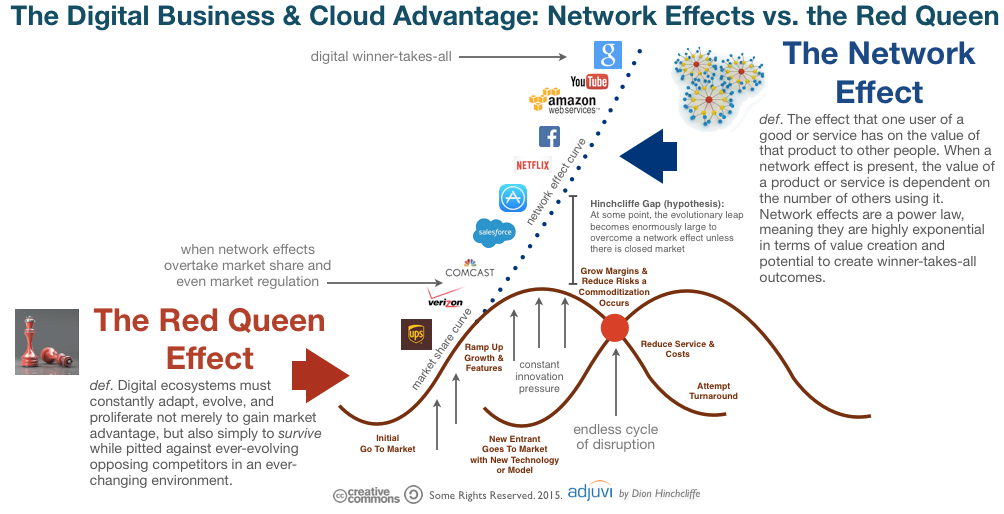 The Digital Business & Cloud Advantage: Network Effects vs. the Red Queen
digital winner-takes-all
g
YouTube
amazon
webservices™
f
NETFLIX
salesforce
COMCAST
verizon
ups
network effect curve
market share curve
The Network
Effect
def. The effect that one user of a
good or service has on the value of
that product to other people. When a
network effect is present, the value of
a product or service is dependent on
the number of others using it.
Network effects are a power law,
meaning they are highly exponential
in terms of value creation and
potential to create winner-takes-all
outcomes.
Hinchcliffe Gap (hypothesis):
At some point, the evolutionary leap
becomes enormously large to
overcome a network effect unless
there is closed market
when network effects
overtake market share and
even market regulation
The Red Queen
Effect
def. Digital ecosystems must
constantly adapt, evolve, and
proliferate not merely to gain market
advantage, but also simply to survive
while pitted against ever-evolving
opposing competitors in an ever-
changing environment.
Grow Margins &
Reduce Risks a
Commoditization
Occurs
Ramp Up
Growth &
Features
constant
innovation
pressure
Reduce Service &
Costs
Attempt
Turnaround
Initial
Go To Market
New Entrant
Goes To Market
with New Technology
or Model
endless cycle
of disruption
cc creative
commons
Some Rights Reserved. 2015.
adjuvi
by Dion Hinchcliffe